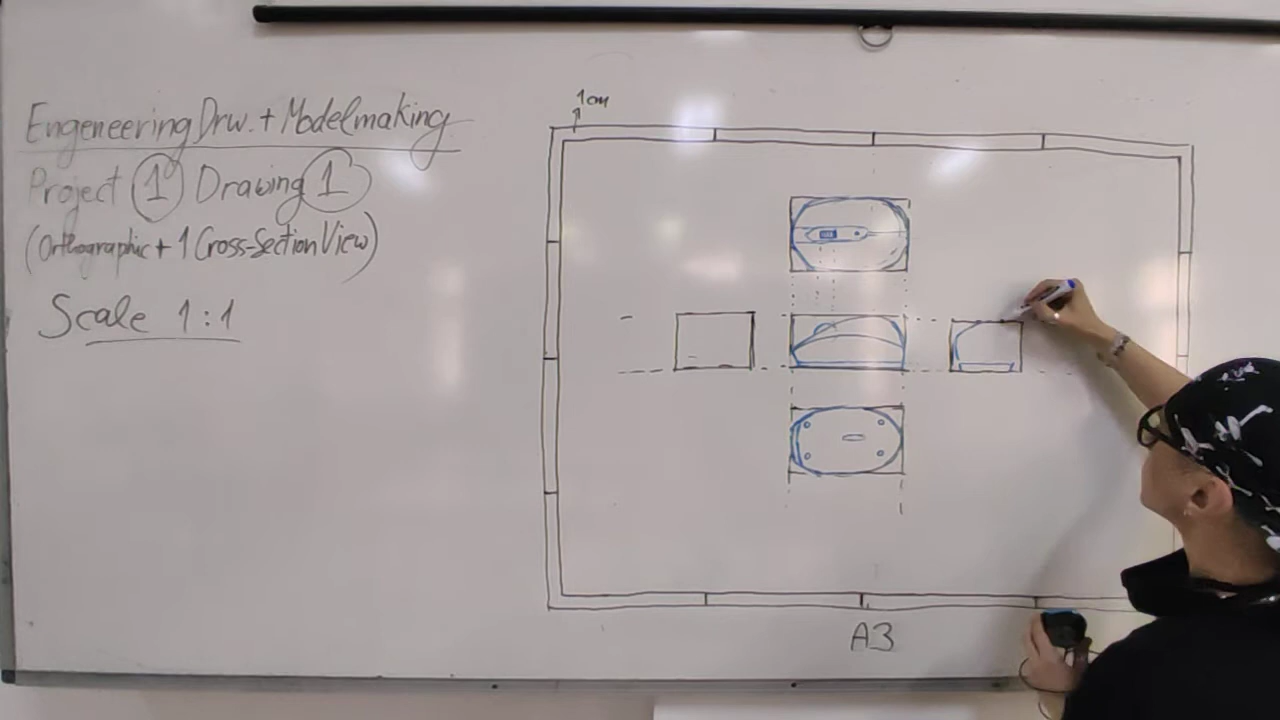 Engeneering Drw. + Modelmaking
Project 1 Drawing 1
(Orthographic + 1 Cross-Section View)
Scale 1:1
1cm
A3